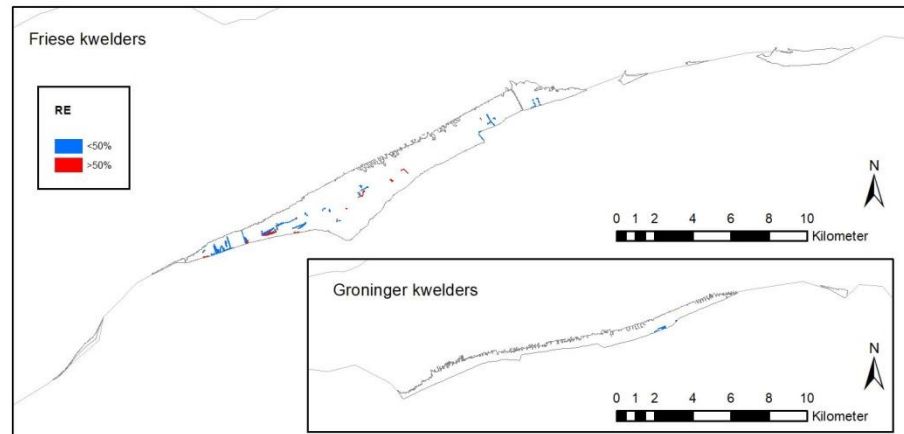 Friese kwelders
RE
<50%
>50%
N
0 1 2 4 6 8 10
Kilometer
Groninger kwelders
N
0 1 2 4 6 8 10
Kilometer